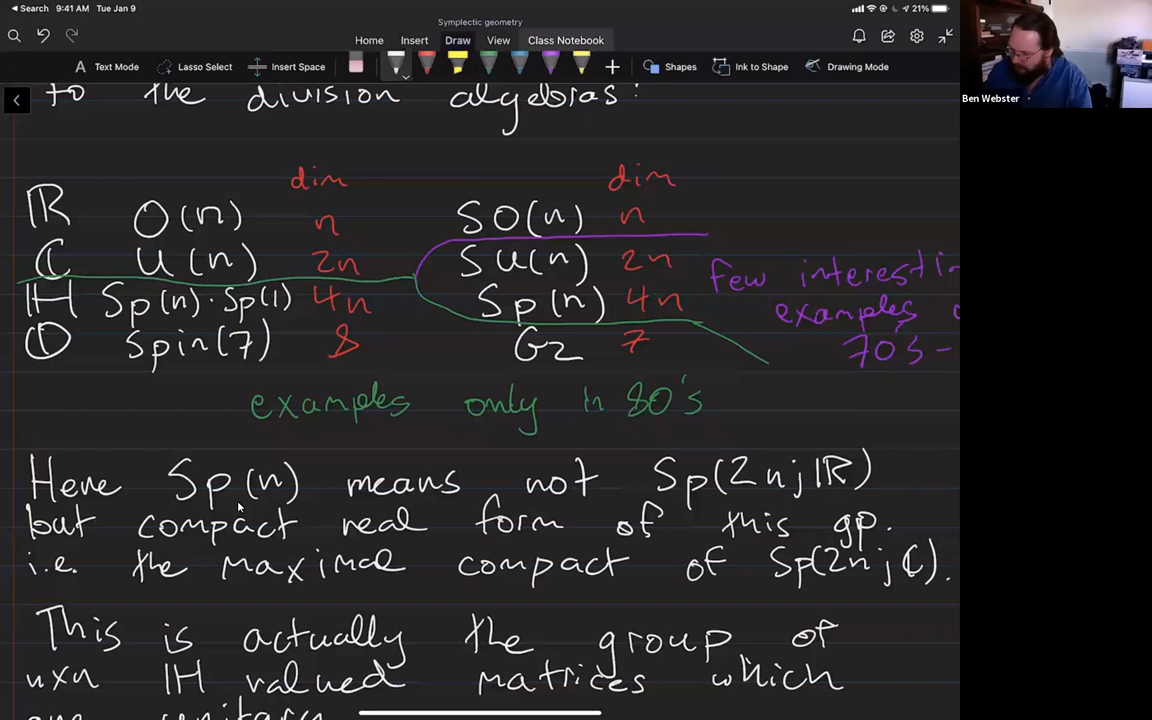 Search 9:41 AM Tue Jan 9
Symplectic geometry
21%
Home Insert Draw View Class Notebook
Text Mode Lasso Select Insert Space Shapes Ink to Shape Drawing Mode
Ben Webster
to the division algebras:
dim dim
ℝ O(n) n SO(n) n
ℂ U(n) 2n SU(n) 2n
ℍ Sp(n)·Sp(1) 4n Sp(n) 4n
𝕆 Spin(7) 8 G2 7
few interestin
examples
70's-
examples only in 80's
Here Sp(n) means not Sp(2n;ℝ)
but compact real form of this gp.
i.e. the maximal compact of Sp(2n;ℂ).
This is actually the group of
nxn ℍ valued matrices which
are unitary